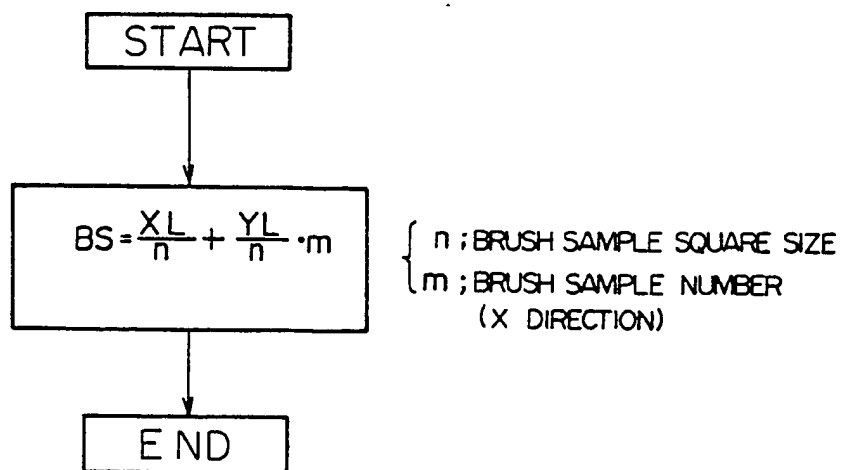 START
BS = XL/n + YL/n · m
n ; BRUSH SAMPLE SQUARE SIZE
m ; BRUSH SAMPLE NUMBER
(X DIRECTION)
END